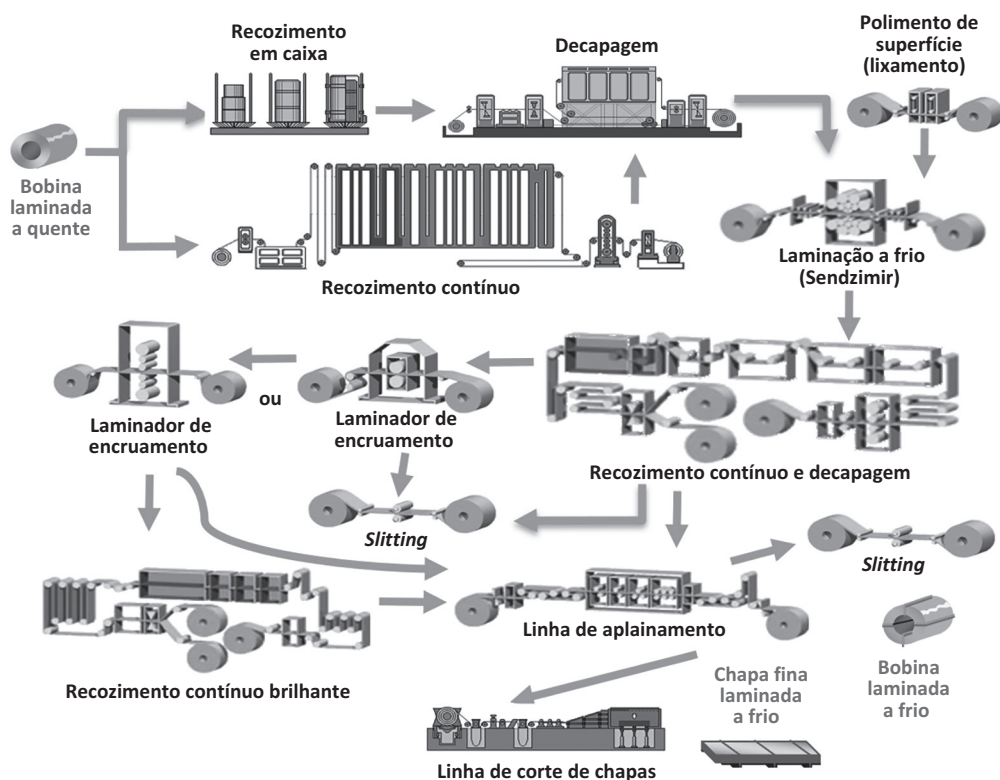 Recozimento
em caixa
Decapagem
Polimento de
superfície
(lixamento)
Bobina
laminada
a quente
Recozimento contínuo
Laminação a frio
(Sendzimir)
Laminador de
encruamento
ou
Laminador de
encruamento
Recozimento contínuo e decapagem
Slitting
Slitting
Recozimento contínuo brilhante
Linha de aplainamento
Chapa fina
laminada
a frio
Bobina
laminada
a frio
Linha de corte de chapas